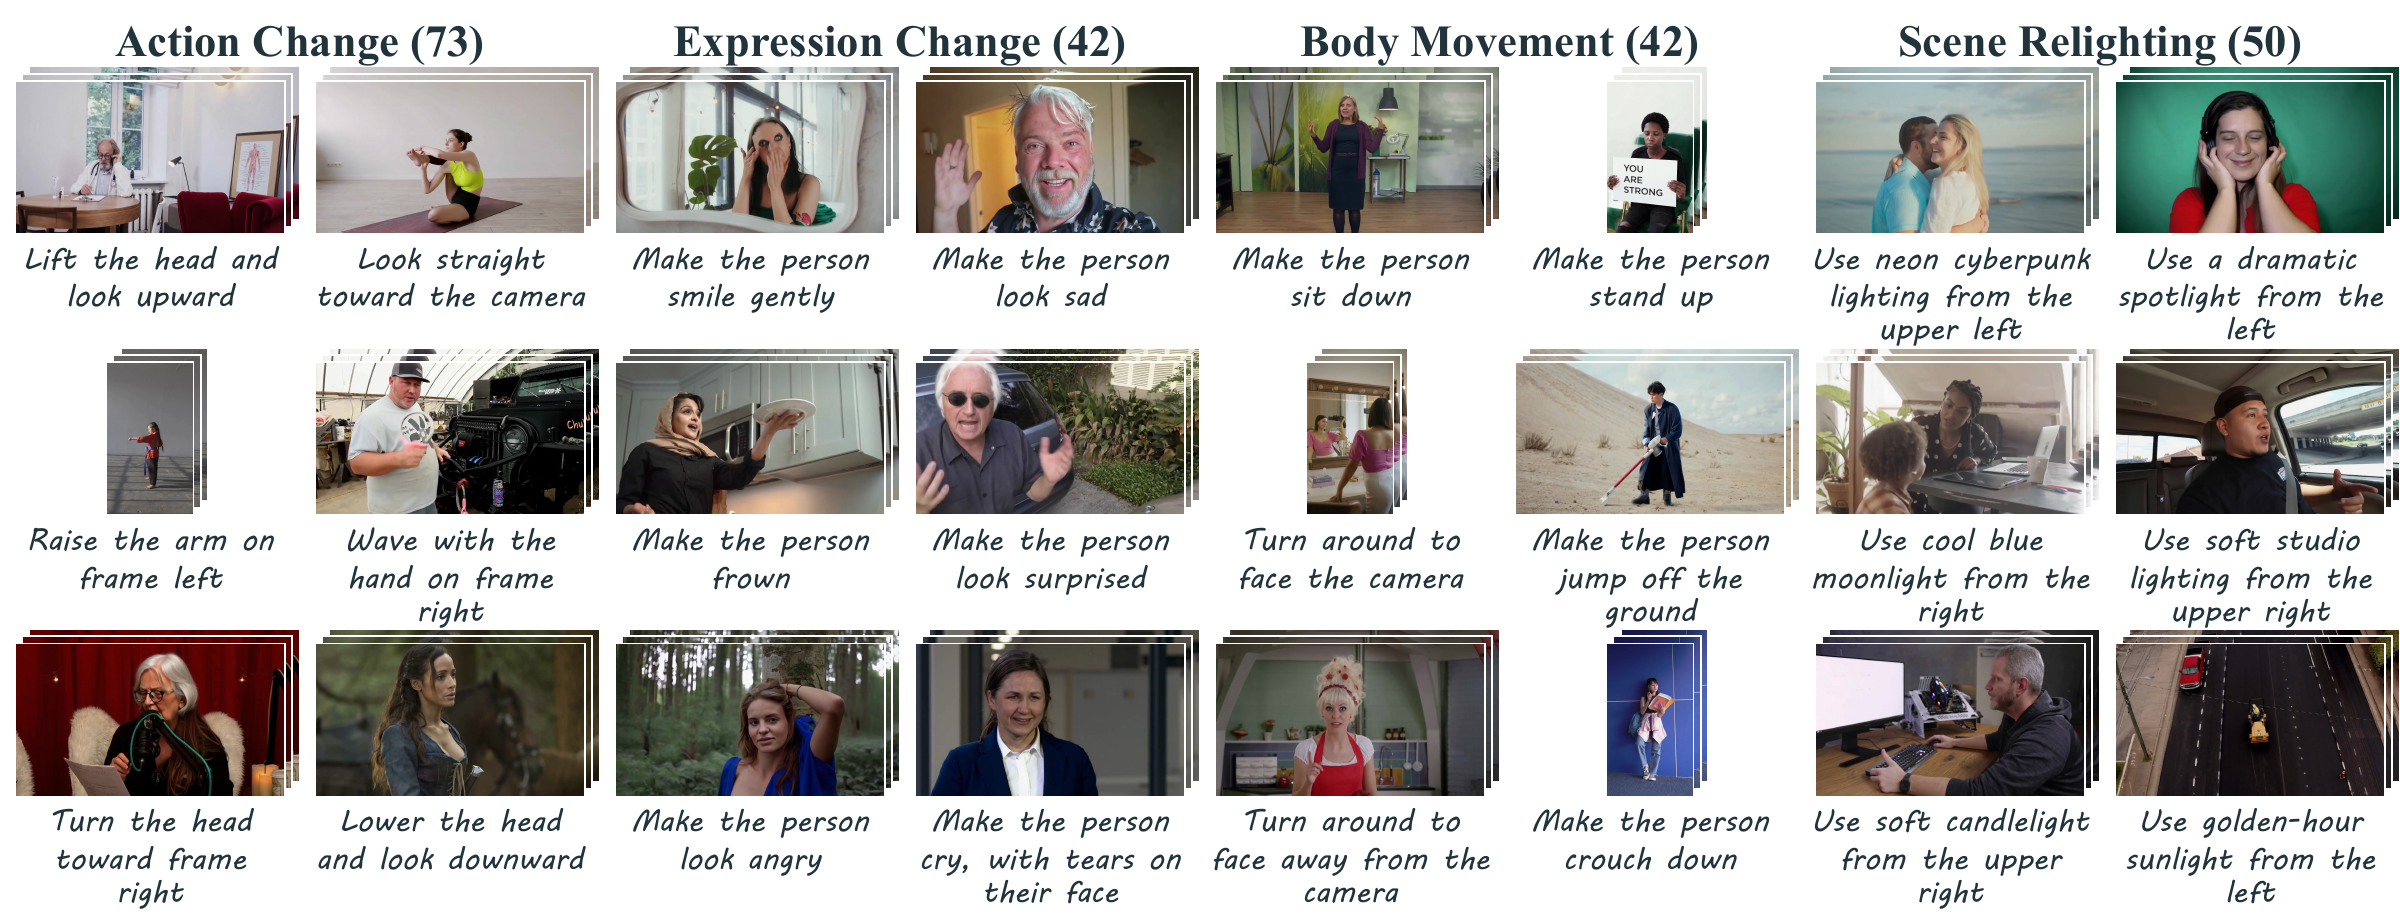 Action Change (73)
Expression Change (42)
Body Movement (42)
Scene Relighting (50)
YOU
ARE
STRONG
Lift the head and
look upward
Look straight
toward the camera
Make the person
smile gently
Make the person
look sad
Make the person
sit down
Make the person
stand up
Use neon cyberpunk
lighting from the
upper left
Use a dramatic
spotlight from the
left
Raise the arm on
frame left
Wave with the
hand on frame
right
Make the person
frown
Make the person
look surprised
Turn around to
face the camera
Make the person
jump off the
ground
Use cool blue
moonlight from the
right
Use soft studio
lighting from the
upper right
Turn the head
toward frame
right
Lower the head
and look downward
Make the person
look angry
Make the person
cry, with tears on
their face
Turn around to
face away from the
camera
Make the person
crouch down
Use soft candlelight
from the upper
right
Use golden-hour
sunlight from the
left